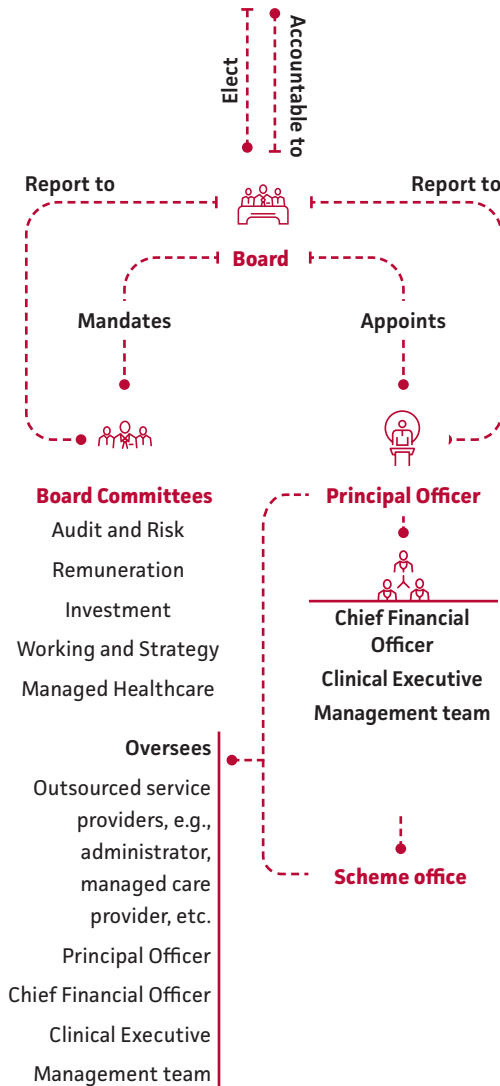 Elect
Accountable to
Report to
Report to
Board
Mandates
Appoints
Board Committees
Audit and Risk
Remuneration
Investment
Working and Strategy
Managed Healthcare
Principal Officer
Chief Financial
Officer
Clinical Executive
Management team
Oversees
Outsourced service
providers, e.g.,
administrator,
managed care
provider, etc.
Principal Officer
Chief Financial Officer
Clinical Executive
Management team
Scheme office